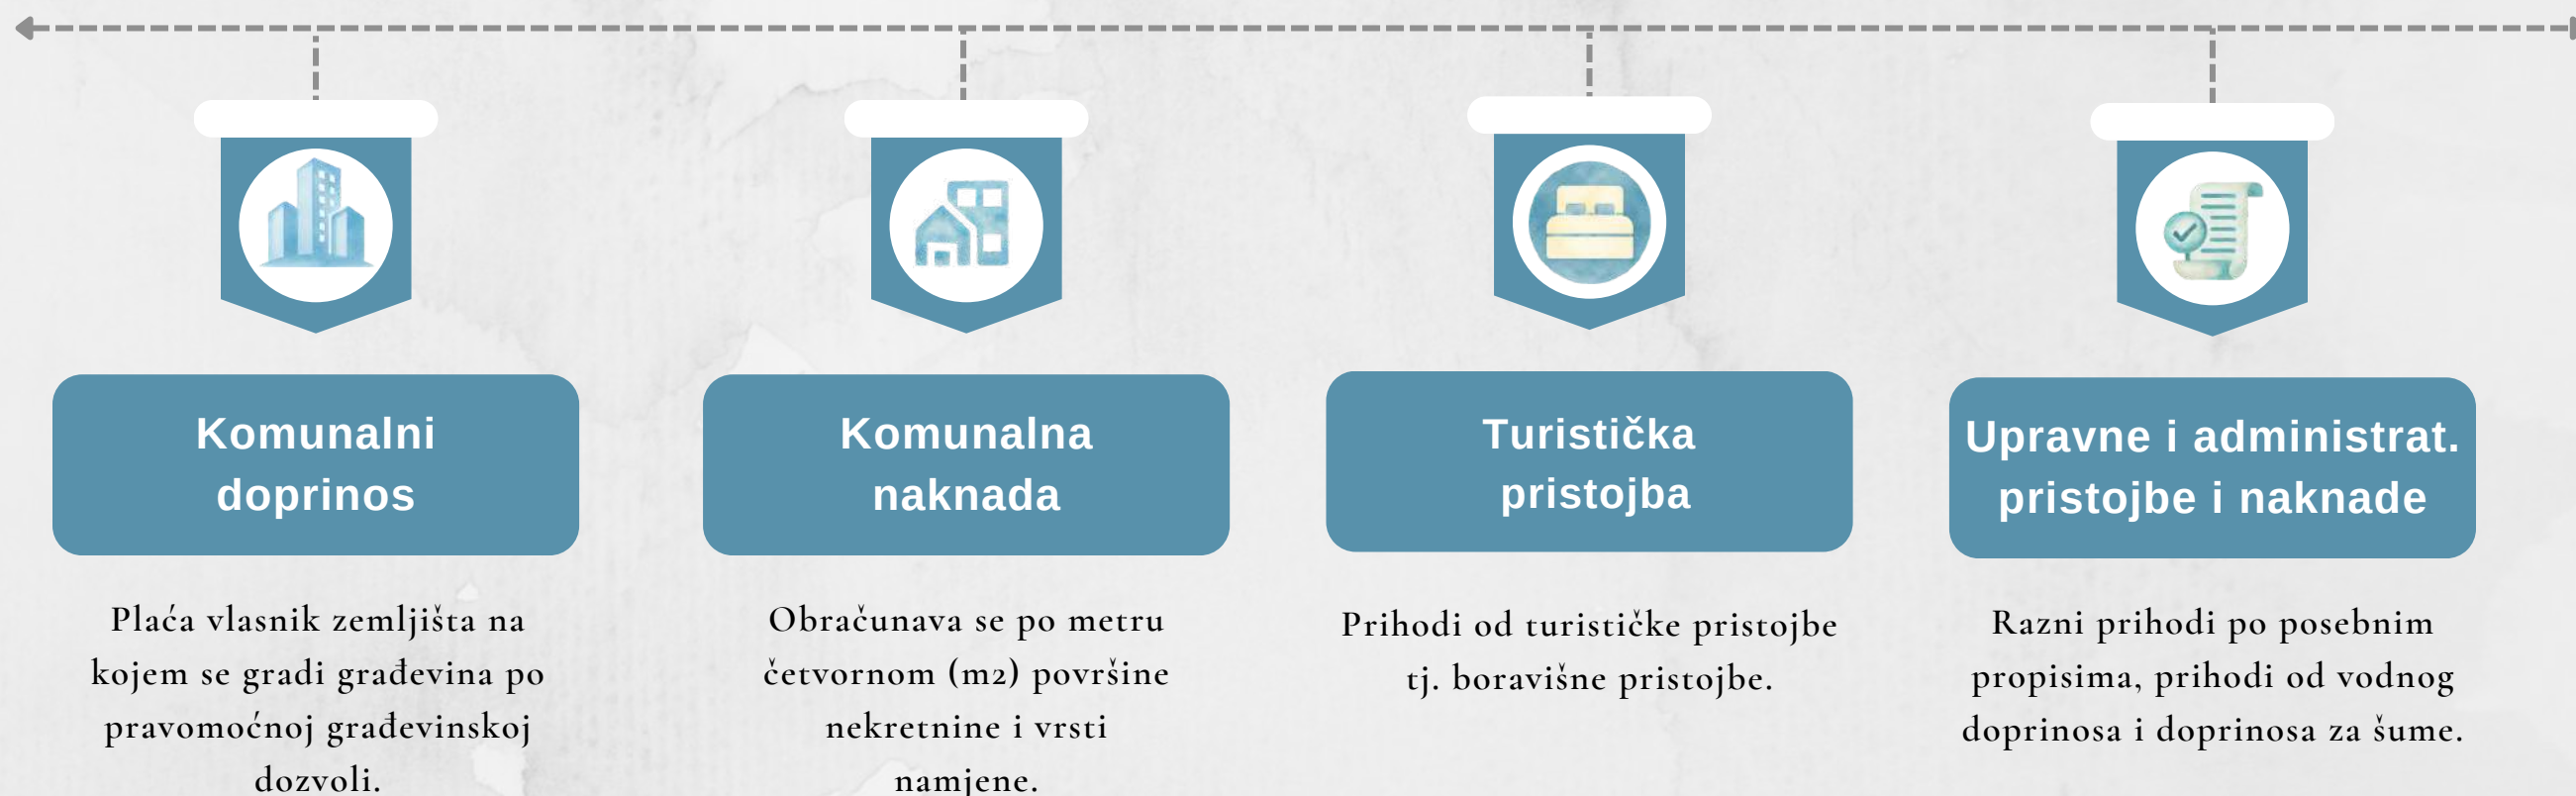 Komunalni
doprinos
Plaća vlasnik zemljišta na
kojem se gradi građevina po
pravomoćnoj građevinskoj
dozvoli.
Komunalna
naknada
Obračunava se po metru
četvornom (m2) površine
nekretnine i vrsti
namjene.
Turistička
pristojba
Prihodi od turističke pristojbe
tj. boravišne pristojbe.
Upravne i administrat.
pristojbe i naknade
Razni prihodi po posebnim
propisima, prihodi od vodnog
doprinosa i doprinosa za šume.